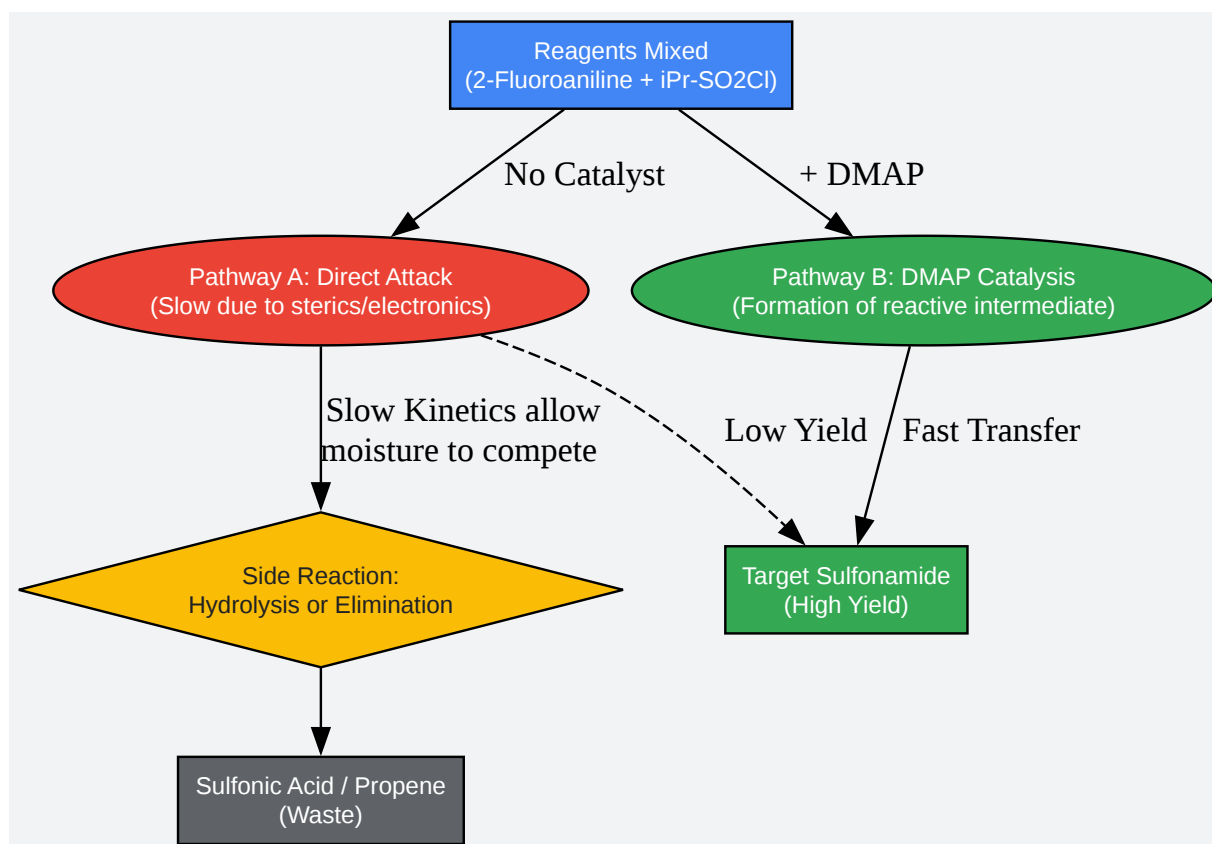 Reagents Mixed
(2-Fluoroaniline + iPr-SO2Cl)
No Catalyst
+ DMAP
Pathway A: Direct Attack
(Slow due to sterics/electronics)
Pathway B: DMAP Catalysis
(Formation of reactive intermediate)
Slow Kinetics allow
moisture to compete
Low Yield
Fast Transfer
Side Reaction:
Hydrolysis or Elimination
Target Sulfonamide
(High Yield)
Sulfonic Acid / Propene
(Waste)